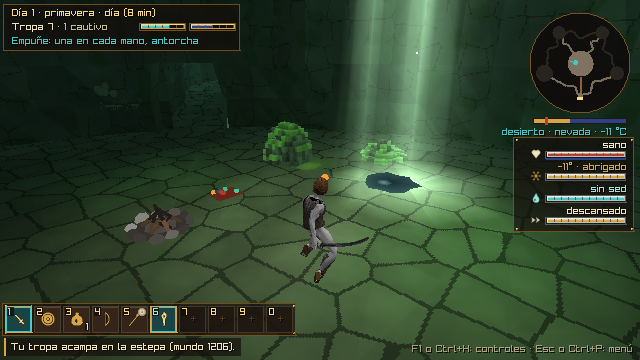 Día 1 · primavera · día (8 min)
Tropa 7 · 1 cautivo
Empuñe: una en cada mano, antorcha
desierto · nevada · -11 °C
sano
-11° · abrigado
sin sed
descansado
1 2 3 1 4 5 6 7 8 9 0
Tu tropa acampa en la estepa (mundo 1206).
F1 o Ctrl+H: controles · Esc o Ctrl+P: menú